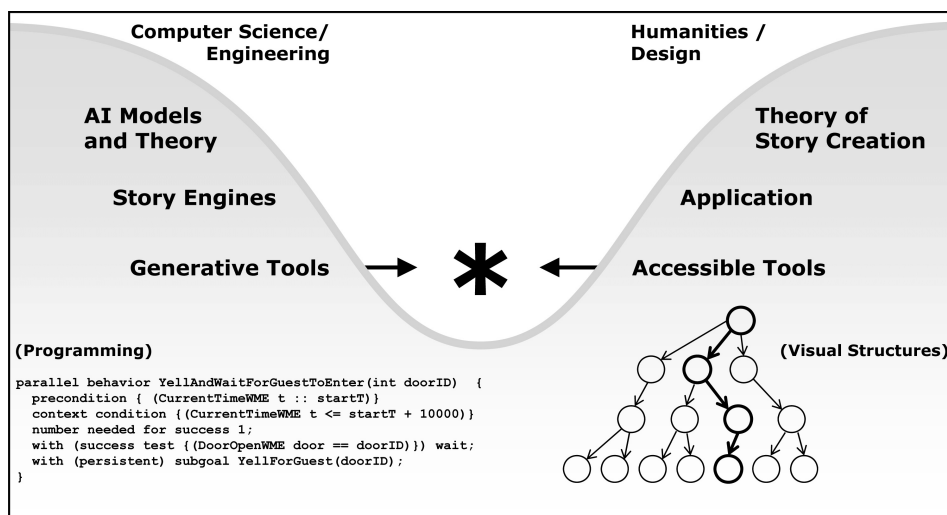 Computer Science/
Engineering
Humanities /
Design
AI Models
and Theory
Theory of
Story Creation
Story Engines
Application
Generative Tools
*
Accessible Tools
(Programming)
(Visual Structures)
parallel behavior YellAndWaitForGuestToEnter(int doorID)  {
  precondition { (CurrentTimeWME t :: startT)}
  context condition {(CurrentTimeWME t <= startT + 10000)}
  number needed for success 1;
  with (success test {(DoorOpenWME door == doorID)}) wait;
  with (persistent) subgoal YellForGuest(doorID);
}